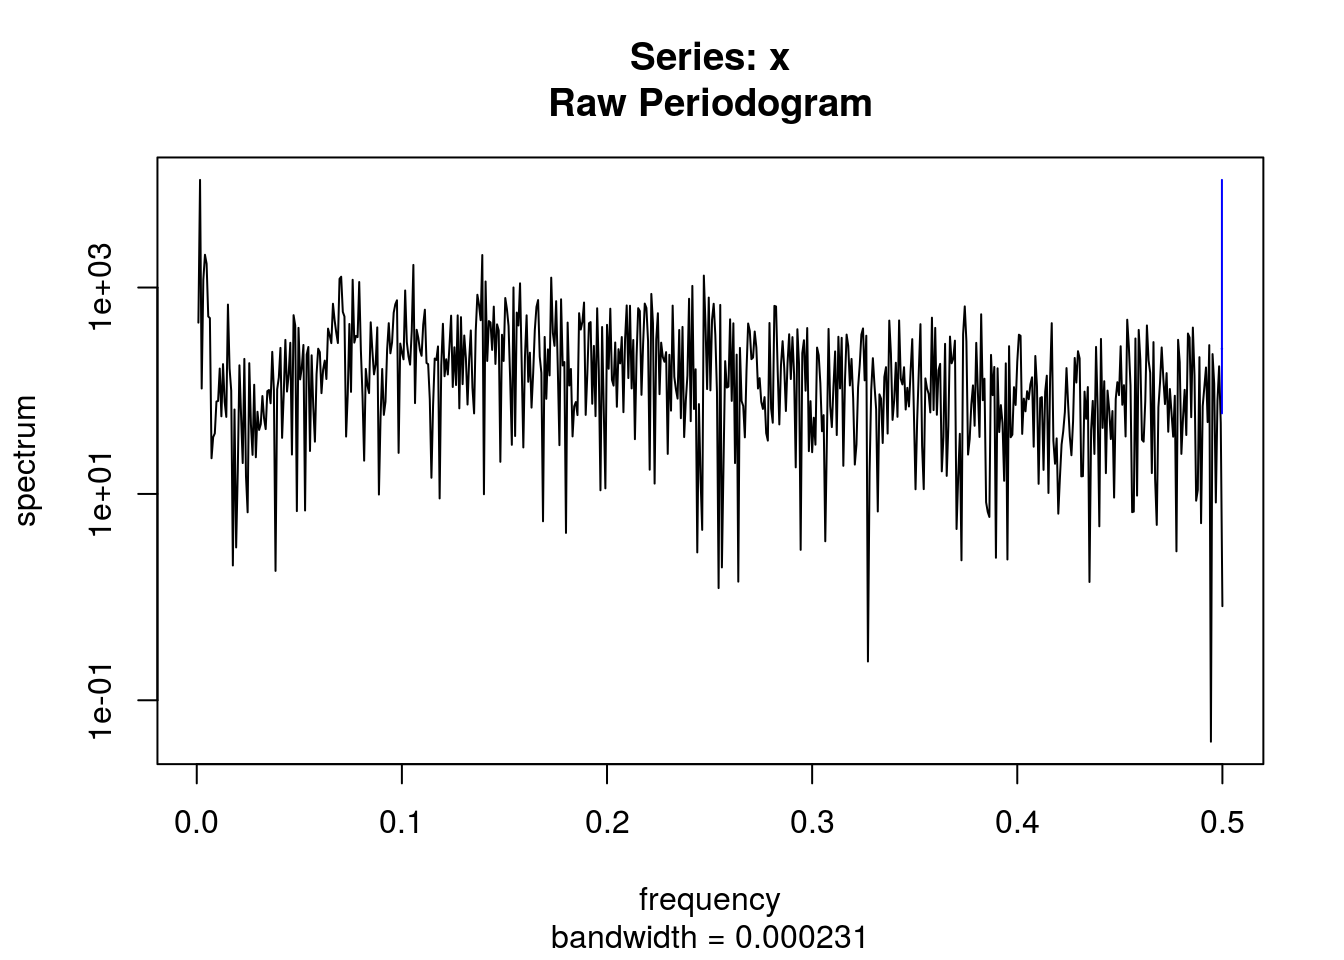 Series: x
Raw Periodogram
spectrum
1e+03
1e+01
1e-01
0.0 0.1 0.2 0.3 0.4 0.5
frequency
bandwidth = 0.000231